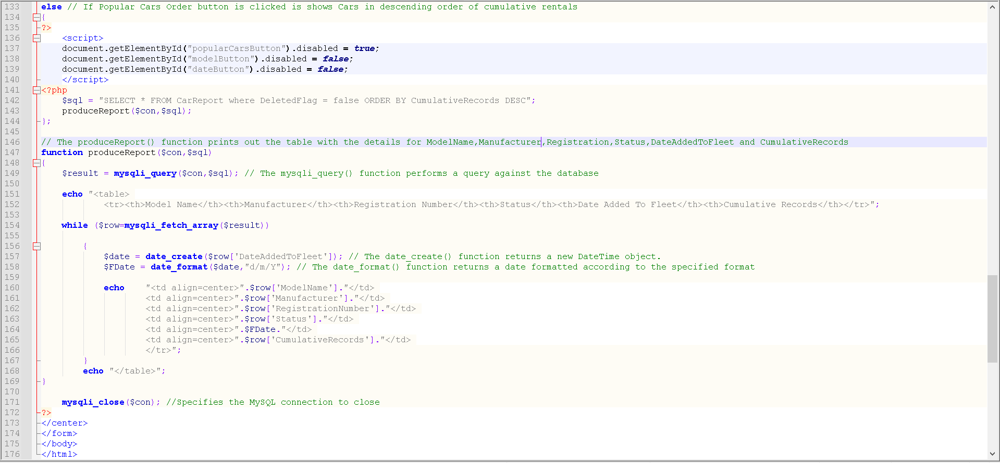 133 else // If Popular Cars Order button is clicked is shows Cars in descending order of cumulative rentals
134 {
135 ?>
136     <script>
137     document.getElementById("popularCarsButton").disabled = true;
138     document.getElementById("modelButton").disabled = false;
139     document.getElementById("dateButton").disabled = false;
140     </script>
141 <?php
142     $sql = "SELECT * FROM CarReport where DeletedFlag = false ORDER BY CumulativeRecords DESC";
143     produceReport($con,$sql);
144 };
145
146 // The produceReport() function prints out the table with the details for ModelName,Manufacturer,Registration,Status,DateAddedToFleet and CumulativeRecords
147 function produceReport($con,$sql)
148 {
149     $result = mysqli_query($con,$sql); // The mysqli_query() function performs a query against the database
150
151     echo "<table>
152             <tr><th>Model Name</th><th>Manufacturer</th><th>Registration Number</th><th>Status</th><th>Date Added To Fleet</th><th>Cumulative Records</th></tr>";
153
154     while ($row=mysqli_fetch_array($result))
155
156         {
157             $date = date_create($row['DateAddedToFleet']); // The date_create() function returns a new DateTime object.
158             $FDate = date_format($date,"d/m/Y"); // The date_format() function returns a date formatted according to the specified format
159
160             echo    "<td align=center>".$row['ModelName']."</td>
161                     <td align=center>".$row['Manufacturer']."</td>
162                     <td align=center>".$row['RegistrationNumber']."</td>
163                     <td align=center>".$row['Status']."</td>
164                     <td align=center>".$FDate."</td>
165                     <td align=center>".$row['CumulativeRecords']."</td>
166                     </tr>";
167         }
168         echo "</table>";
169 }
170
171     mysqli_close($con); //Specifies the MySQL connection to close
172 ?>
173 </center>
174 </form>
175 </body>
176 </html>